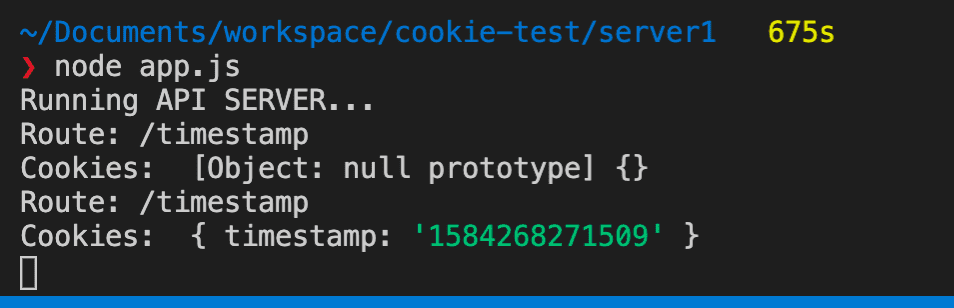 ~/Documents/workspace/cookie-test/server1   675s
❯ node app.js
Running API SERVER...
Route: /timestamp
Cookies:  [Object: null prototype] {}
Route: /timestamp
Cookies:  { timestamp: '1584268271509' }